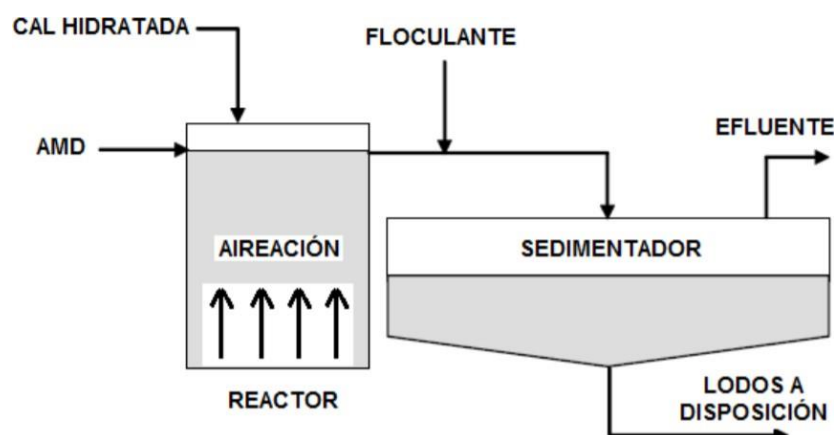 CAL HIDRATADA
FLOCULANTE
EFLUENTE
AMD
AIREACIÓN
SEDIMENTADOR
REACTOR
LODOS A
DISPOSICIÓN